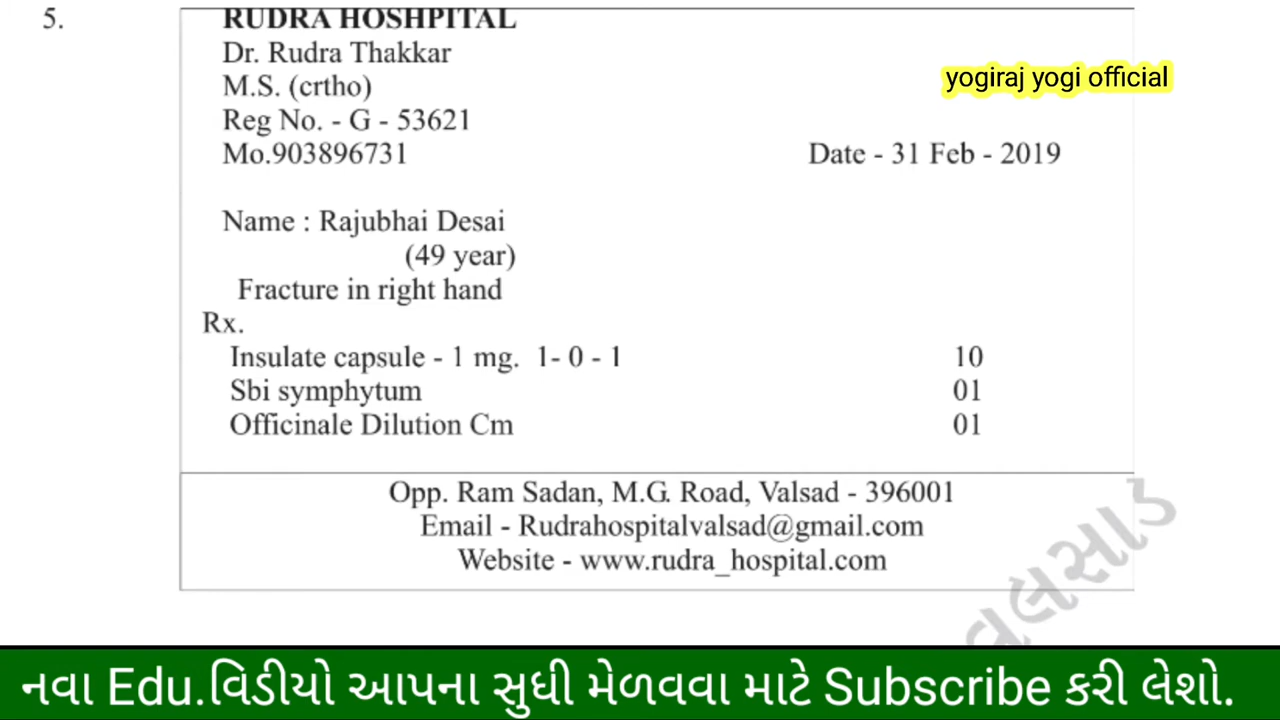 5.
RUDRA HOSHPITAL
Dr. Rudra Thakkar
M.S. (crtho)
yogiraj yogi official
Reg No. - G - 53621
Mo.903896731 Date - 31 Feb - 2019
Name : Rajubhai Desai
(49 year)
Fracture in right hand
Rx.
Insulate capsule - 1 mg. 1- 0 - 1 10
Sbi symphytum 01
Officinale Dilution Cm 01
Opp. Ram Sadan, M.G. Road, Valsad - 396001
Email - Rudrahospitalvalsad@gmail.com
Website - www.rudra_hospital.com
વલસાડ
નવા Edu.વિડીયો આપના સુધી મેળવવા માટે Subscribe કરી લેશો.